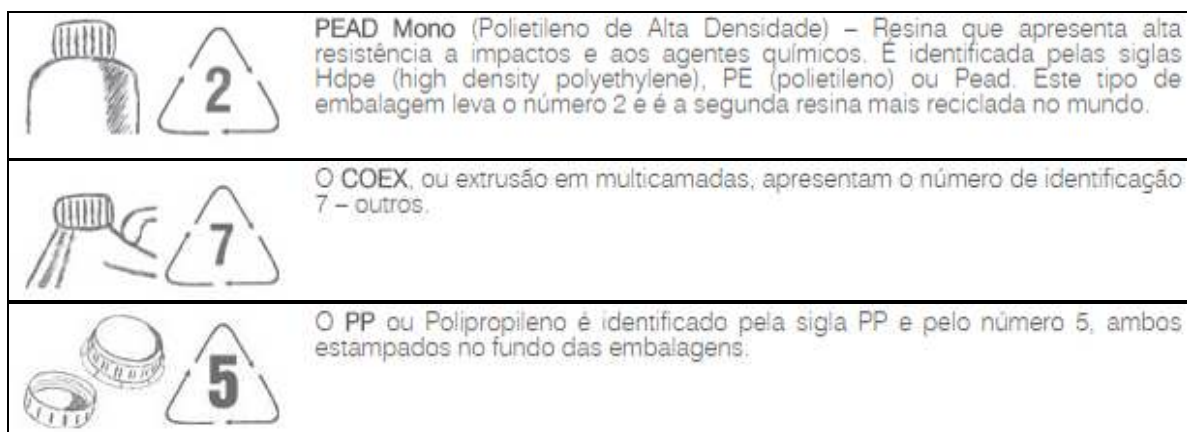 2
PEAD Mono (Polietileno de Alta Densidade) – Resina que apresenta alta
resistência a impactos e aos agentes químicos. É identificada pelas siglas
Hdpe (high density polyethylene), PE (polietileno) ou Pead. Este tipo de
embalagem leva o número 2 e é a segunda resina mais reciclada no mundo.
7
O COEX, ou extrusão em multicamadas, apresentam o número de identificação
7 – outros.
5
O PP ou Polipropileno é identificado pela sigla PP e pelo número 5, ambos
estampados no fundo das embalagens.